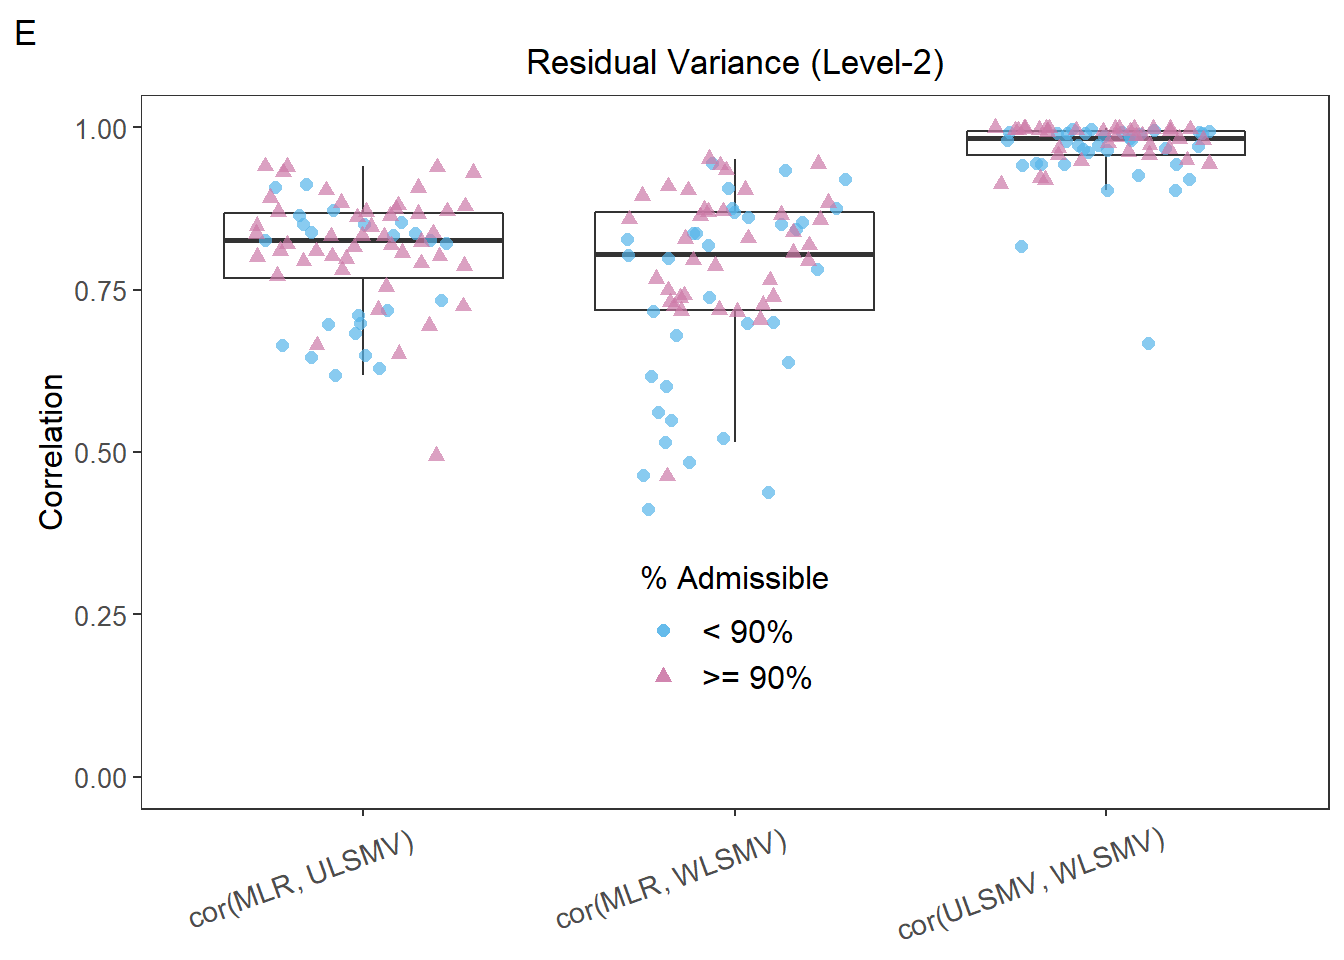 E
Residual Variance (Level-2)
Correlation
1.00
0.75
0.50
0.25
0.00
% Admissible
< 90%
>= 90%
cor(MLR, ULSMV)
cor(MLR, WLSMV)
cor(ULSMV, WLSMV)